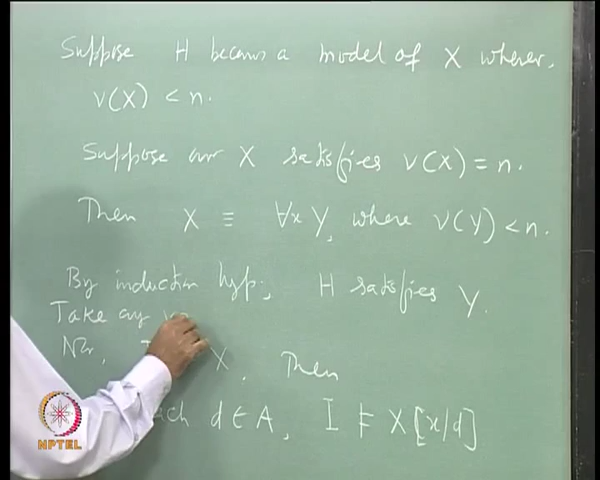 Suppose H becomes a model of X whenever
v(X) < n.
Suppose our X satisfies v(X) = n.
Then X ≡ ∀x Y, where v(Y) < n.
By induction hyp; H satisfies Y.
Take any
Now, X. Then
each d ∈ A, I ⊨ X[x/d]
NPTEL